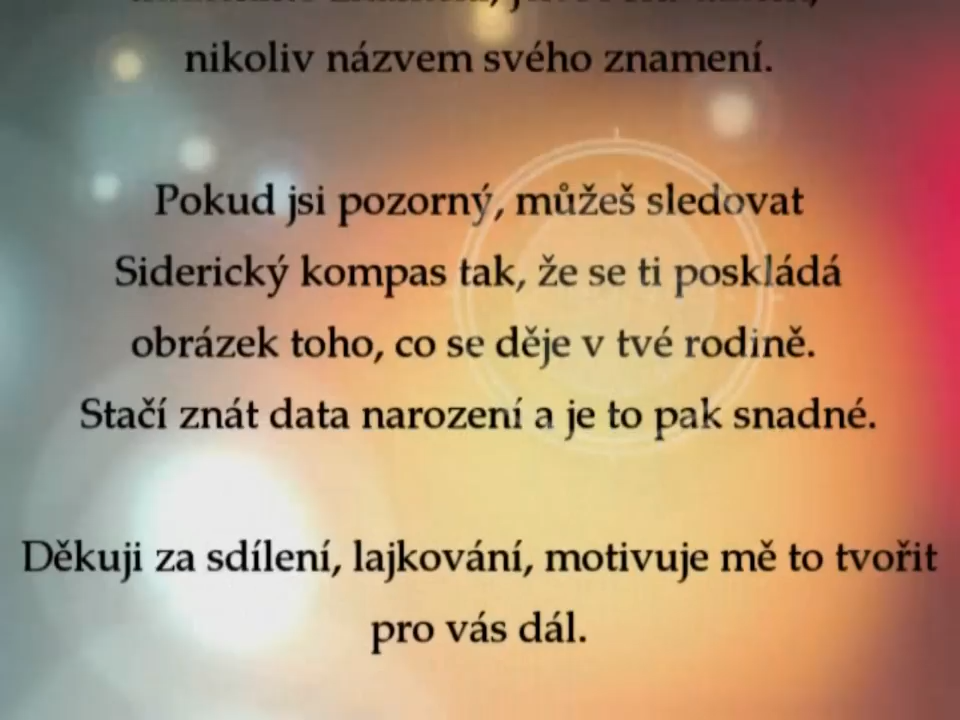 nikoliv názvem svého znamení.
Pokud jsi pozorný, můžeš sledovat
Siderický kompas tak, že se ti poskládá
obrázek toho, co se děje v tvé rodině.
Stačí znát data narození a je to pak snadné.
Děkuji za sdílení, lajkování, motivuje mě to tvořit
pro vás dál.